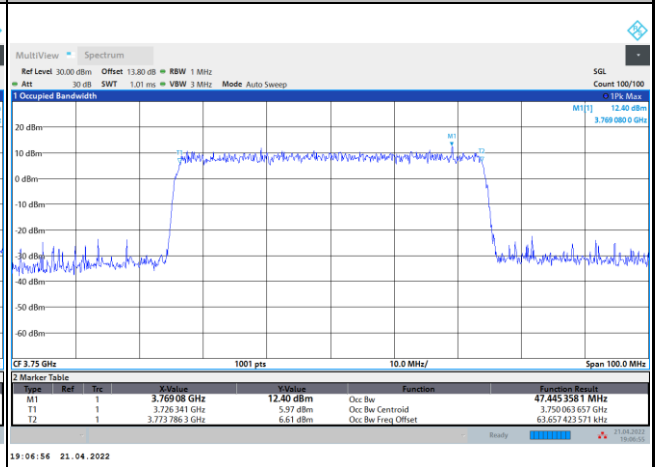 MultiView Spectrum
Ref Level 30.00 dBm Offset 13.80 dB RBW 1 MHz SGL
Att 30 dB SWT 1.01 ms VBW 3 MHz Mode Auto Sweep Count 100/100
1 Occupied Bandwidth 1Pk Max
M1[1] 12.40 dBm
3.769 080 0 GHz
M1
20 dBm
10 dBm
T1
T2
0 dBm
-10 dBm
-20 dBm
-30 dBm
-40 dBm
-50 dBm
-60 dBm
CF 3.75 GHz 1001 pts 10.0 MHz/ Span 100.0 MHz
2 Marker Table
Type Ref Trc X-Value Y-Value Function Function Result
M1 1 3.769 08 GHz 12.40 dBm Occ Bw 47.445 358 1 MHz
T1 1 3.726 341 GHz 5.97 dBm Occ Bw Centroid 3.750 063 657 GHz
T2 1 3.773 786 3 GHz 6.61 dBm Occ Bw Freq Offset 63.657 423 571 kHz
Ready 21.04.2022
19:06:55
19:06:56 21.04.2022